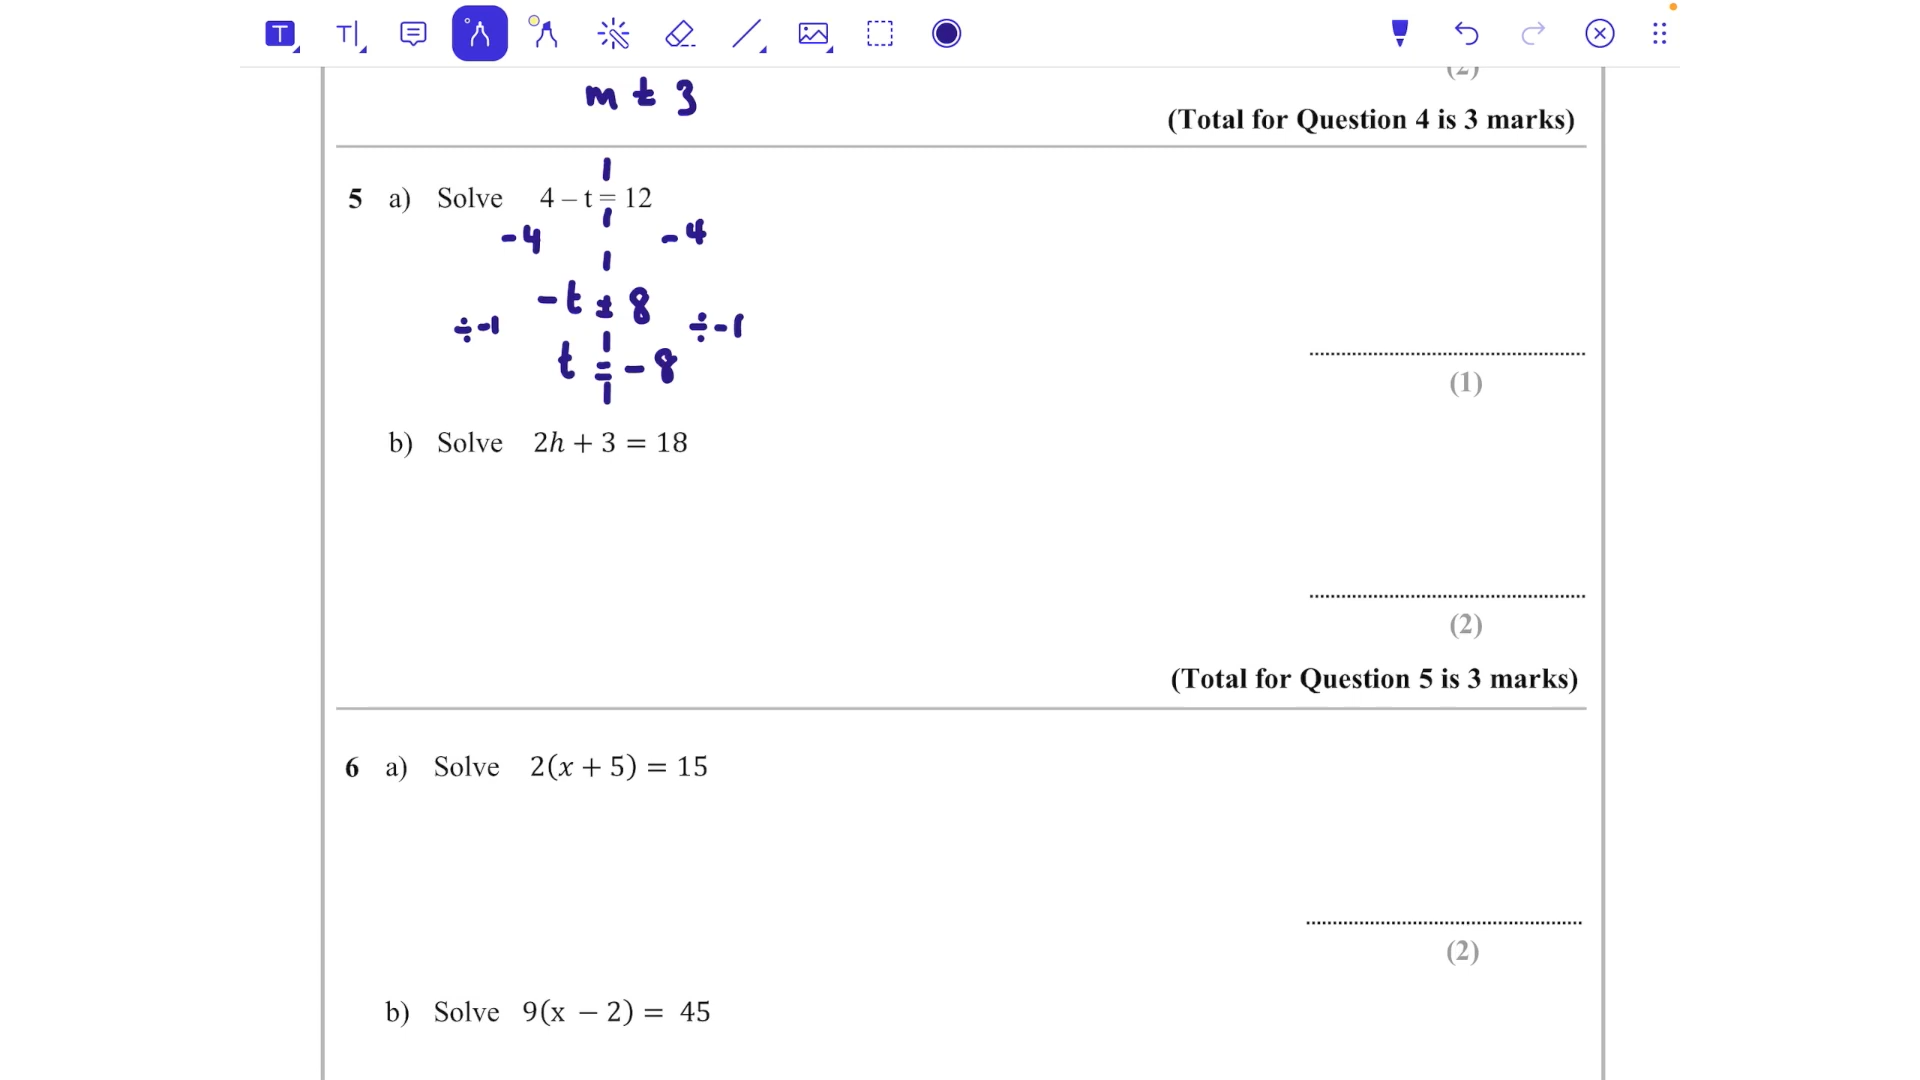 (2)
m = 3
(Total for Question 4 is 3 marks)
5 a) Solve 4 – t = 12
-4 -4
-t = 8
÷-1 ÷-1
t = -8
(1)
b) Solve 2h + 3 = 18
(2)
(Total for Question 5 is 3 marks)
6 a) Solve 2(x + 5) = 15
(2)
b) Solve 9(x − 2) = 45